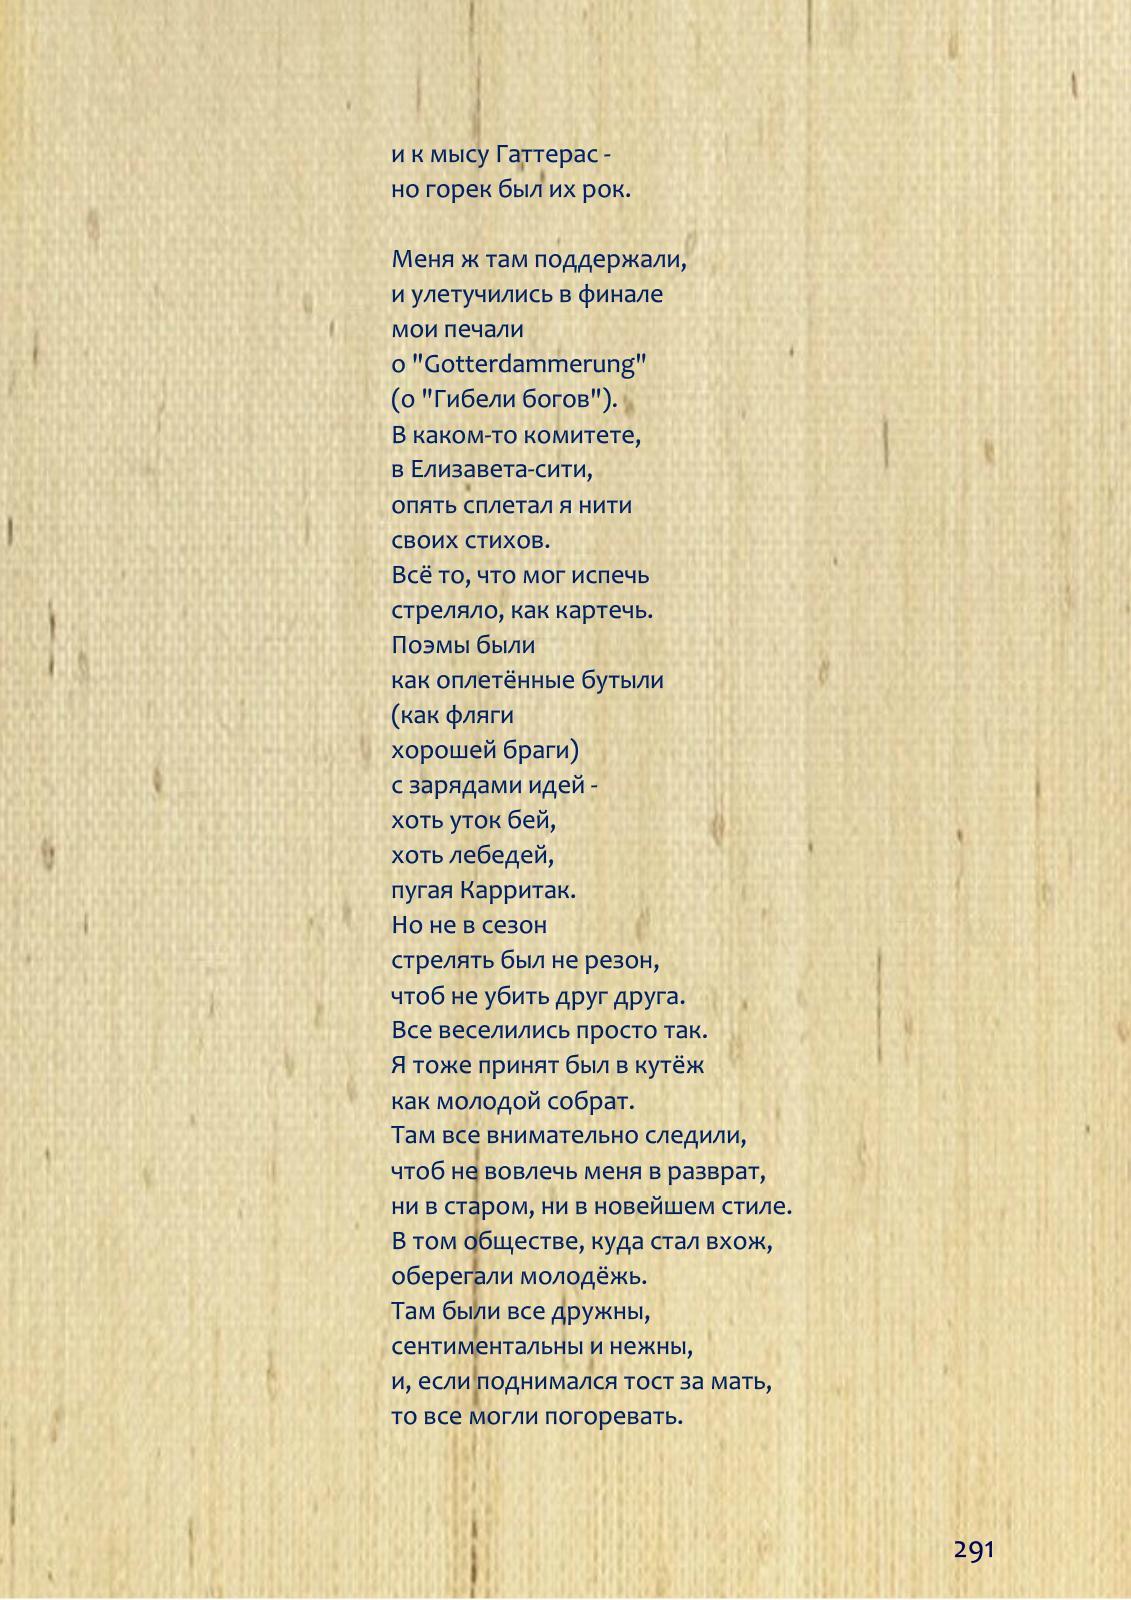 и к мысу Гаттерас -
но горек был их рок.

Меня ж там поддержали,
и улетучились в финале
мои печали
о "Gotterdammerung"
(о "Гибели богов").
В каком-то комитете,
в Елизавета-сити,
опять сплетал я нити
своих стихов.
Всё то, что мог испечь
стреляло, как картечь.
Поэмы были
как оплетённые бутыли
(как фляги
хорошей браги)
с зарядами идей -
хоть уток бей,
хоть лебедей,
пугая Карритак.
Но не в сезон
стрелять был не резон,
чтоб не убить друг друга.
Все веселились просто так.
Я тоже принят был в кутёж
как молодой собрат.
Там все внимательно следили,
чтоб не вовлечь меня в разврат,
ни в старом, ни в новейшем стиле.
В том обществе, куда стал вхож,
оберегали молодёжь.
Там были все дружны,
сентиментальны и нежны,
и, если поднимался тост за мать,
то все могли погоревать.
291